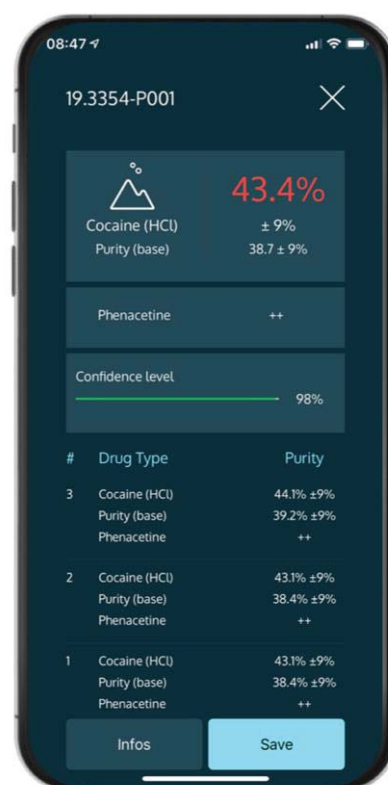 08:47
19.3354-P001
Cocaine (HCl) 43.4%
± 9%
Purity (base) 38.7 ± 9%
Phenacetine ++
Confidence level
98%
# Drug Type Purity
3 Cocaine (HCl) 44.1% ±9%
Purity (base) 39.2% ±9%
Phenacetine ++
2 Cocaine (HCl) 43.1% ±9%
Purity (base) 38.4% ±9%
Phenacetine ++
1 Cocaine (HCl) 43.1% ±9%
Purity (base) 38.4% ±9%
Phenacetine ++
Infos Save